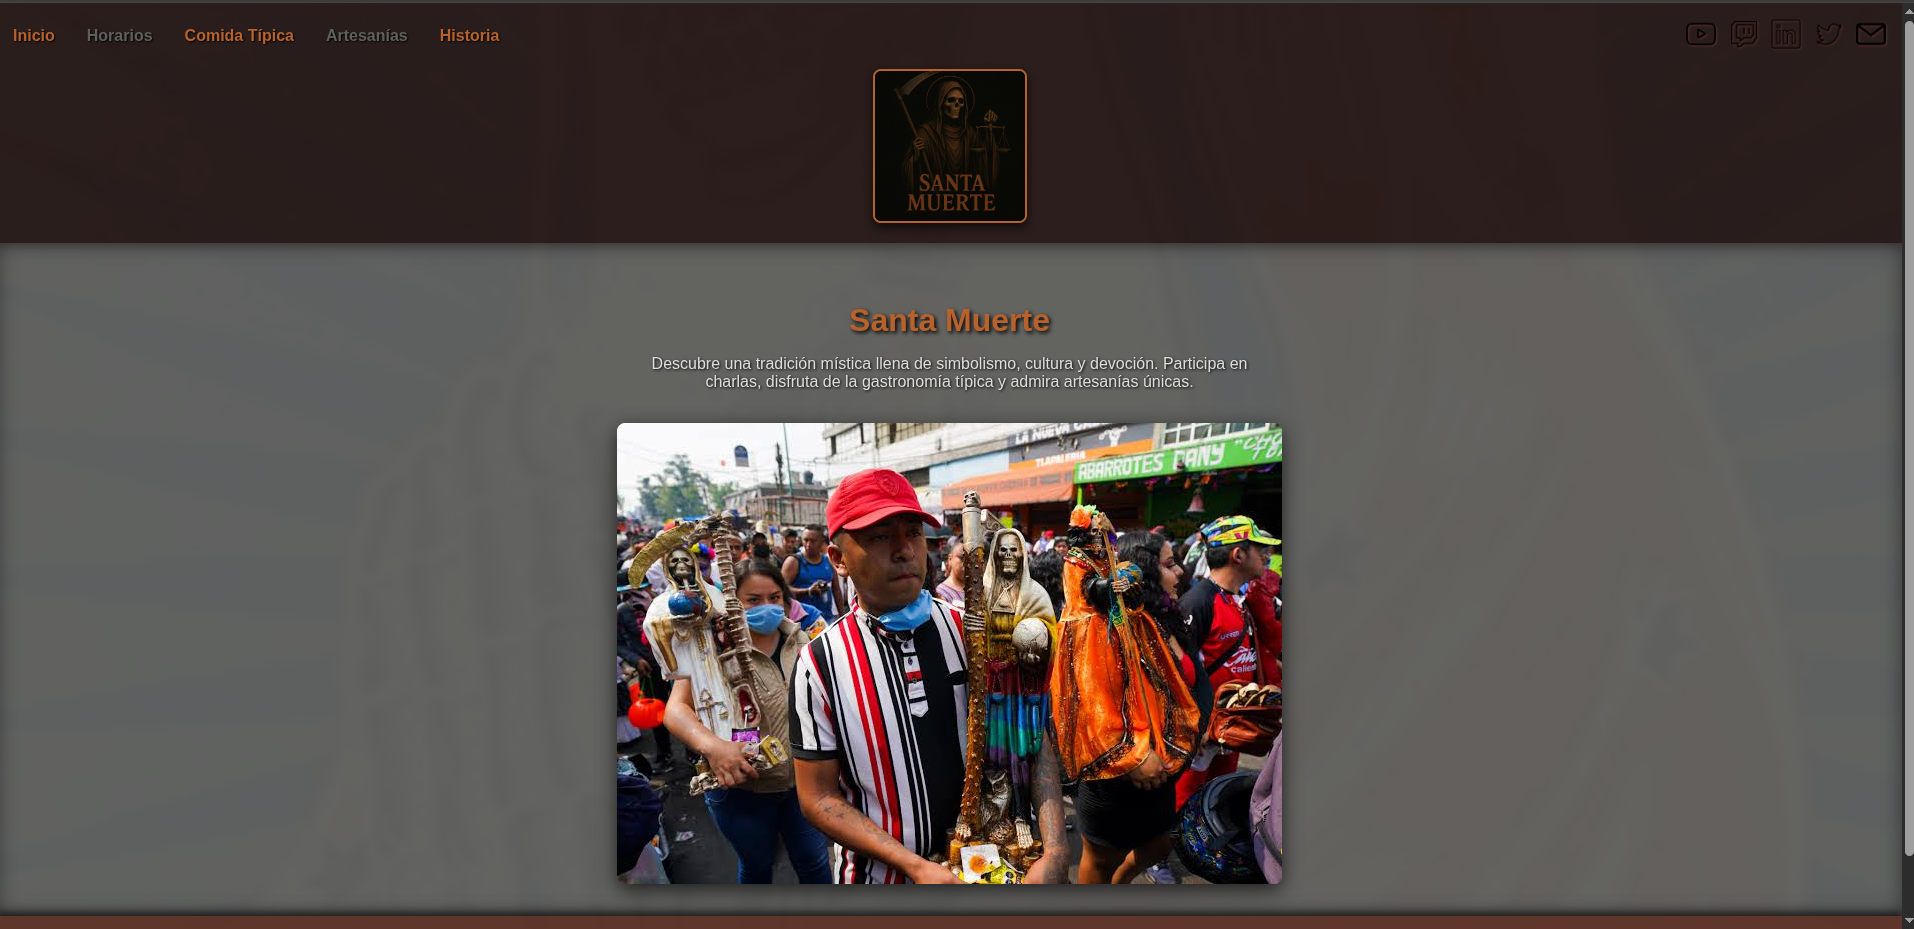 Inicio Horarios Comida Típica Artesanías Historia
SANTA
MUERTE
Santa Muerte
Descubre una tradición mística llena de simbolismo, cultura y devoción. Participa en
charlas, disfruta de la gastronomía típica y admira artesanías únicas.
LA NUEVA
TLAPALERIA
ABARROTES DANY
Caliente